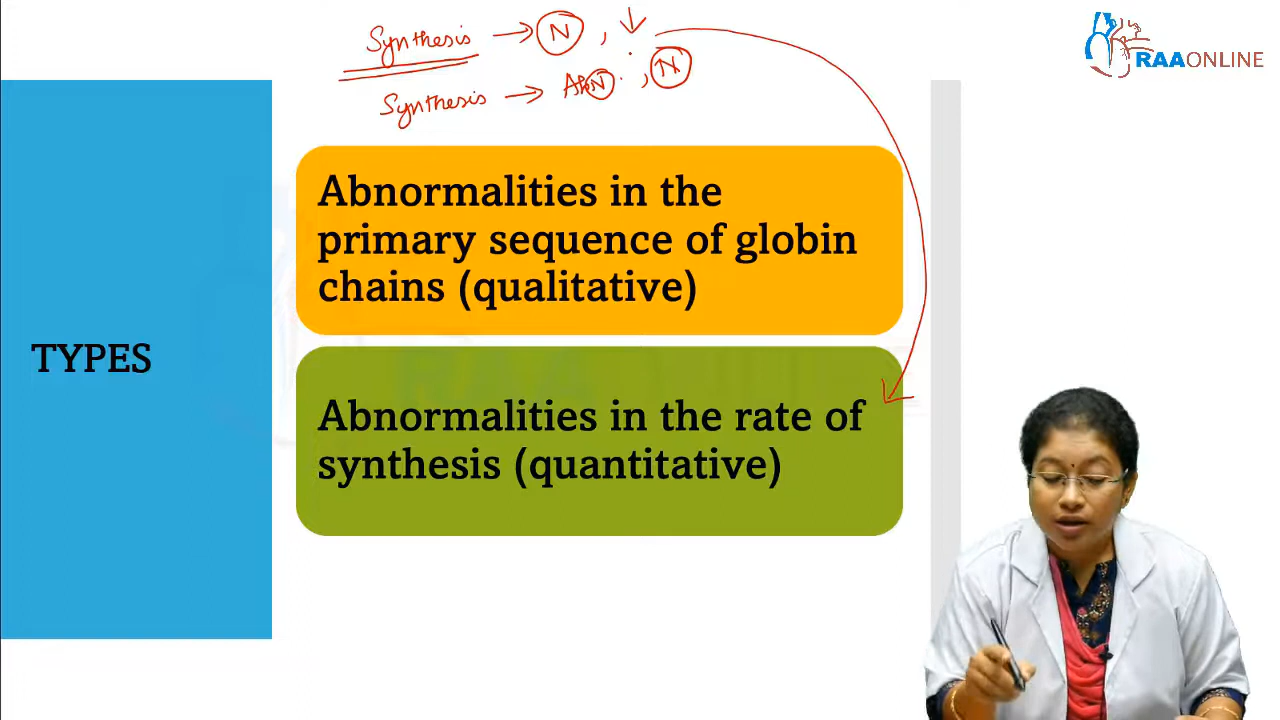 Synthesis → N , ↓
Synthesis → AbN. , N
RAAONLINE
Abnormalities in the
primary sequence of globin
chains (qualitative)
TYPES
Abnormalities in the rate of
synthesis (quantitative)